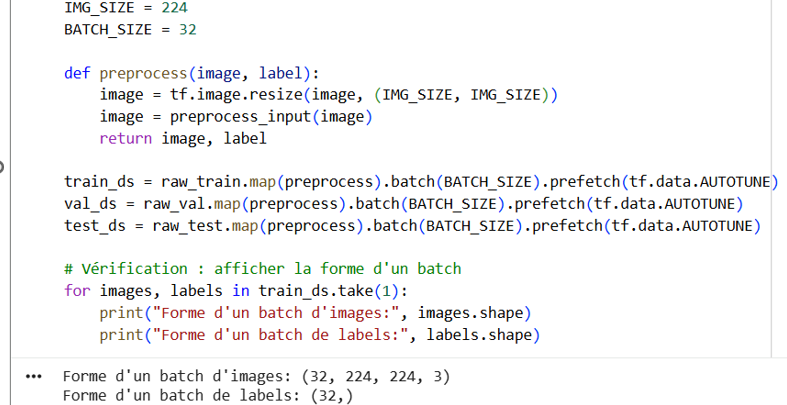 IMG_SIZE = 224
BATCH_SIZE = 32
def preprocess(image, label):
    image = tf.image.resize(image, (IMG_SIZE, IMG_SIZE))
    image = preprocess_input(image)
    return image, label
train_ds = raw_train.map(preprocess).batch(BATCH_SIZE).prefetch(tf.data.AUTOTUNE)
val_ds = raw_val.map(preprocess).batch(BATCH_SIZE).prefetch(tf.data.AUTOTUNE)
test_ds = raw_test.map(preprocess).batch(BATCH_SIZE).prefetch(tf.data.AUTOTUNE)
# Vérification : afficher la forme d'un batch
for images, labels in train_ds.take(1):
    print("Forme d'un batch d'images:", images.shape)
    print("Forme d'un batch de labels:", labels.shape)
Forme d'un batch d'images: (32, 224, 224, 3)
Forme d'un batch de labels: (32,)